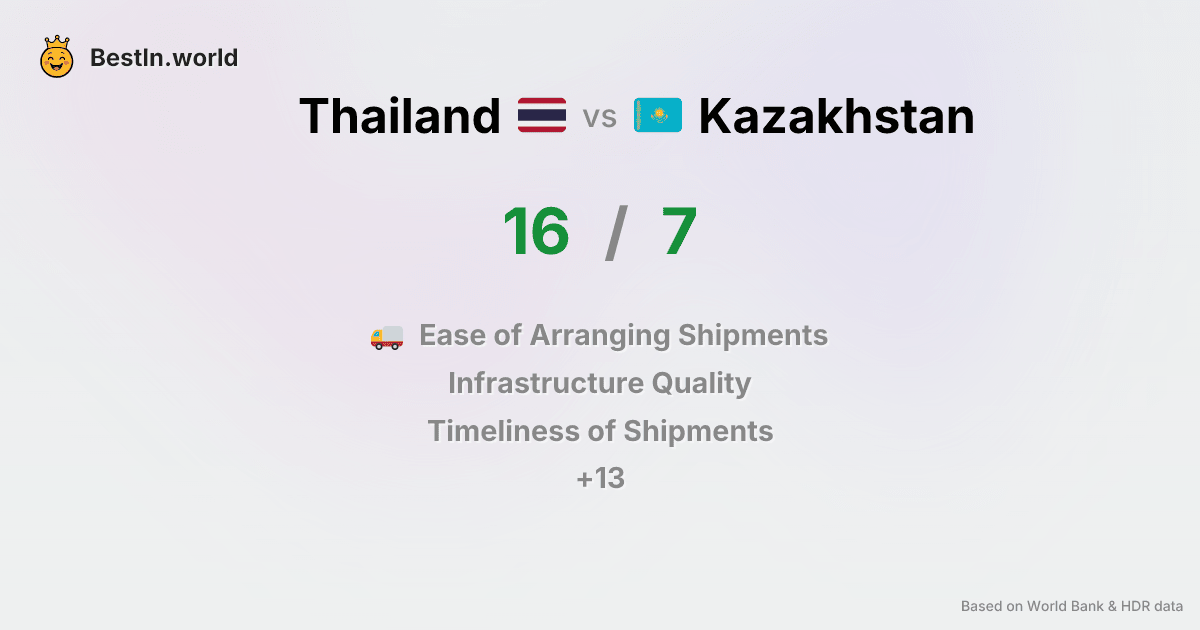 BestIn.world
Thailand vs Kazakhstan
16 / 7
Ease of Arranging Shipments
Infrastructure Quality
Timeliness of Shipments
+13
Based on World Bank & HDR data